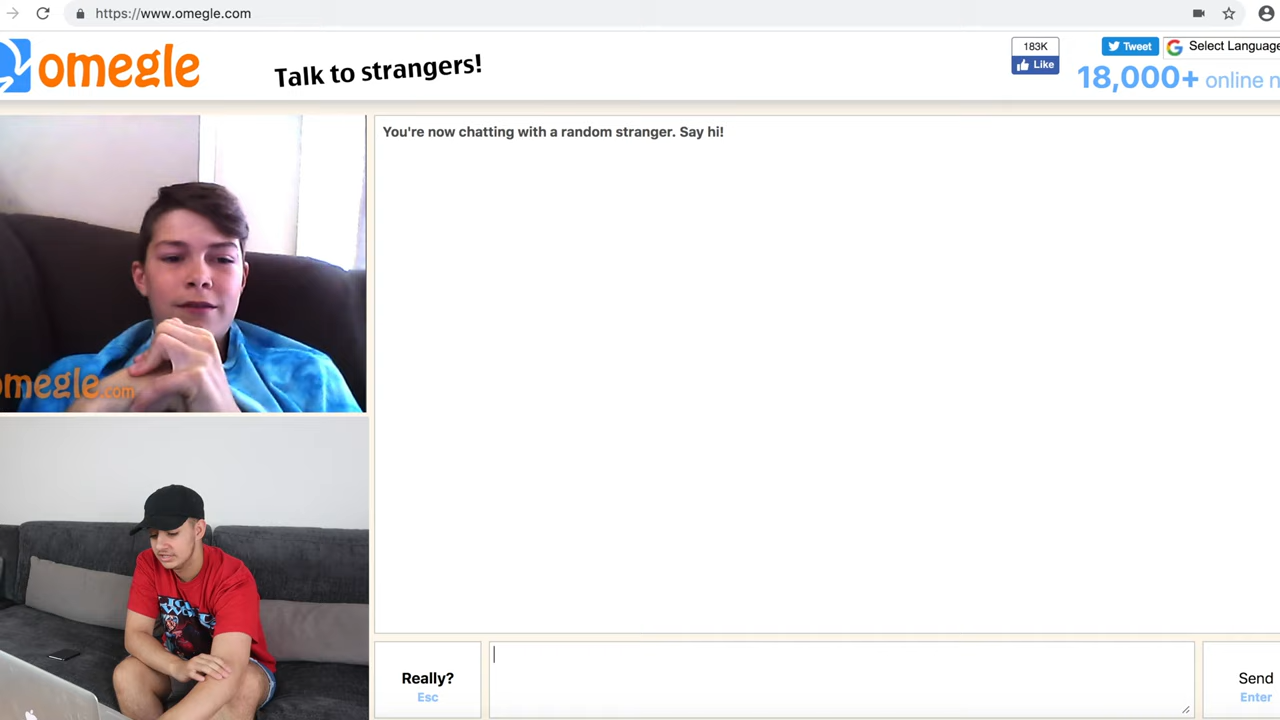 https://www.omegle.com
omegle
Talk to strangers!
183K
Like
Tweet
Select Language
18,000+ online n
You're now chatting with a random stranger. Say hi!
omegle.com
Really?
Esc
Send
Enter